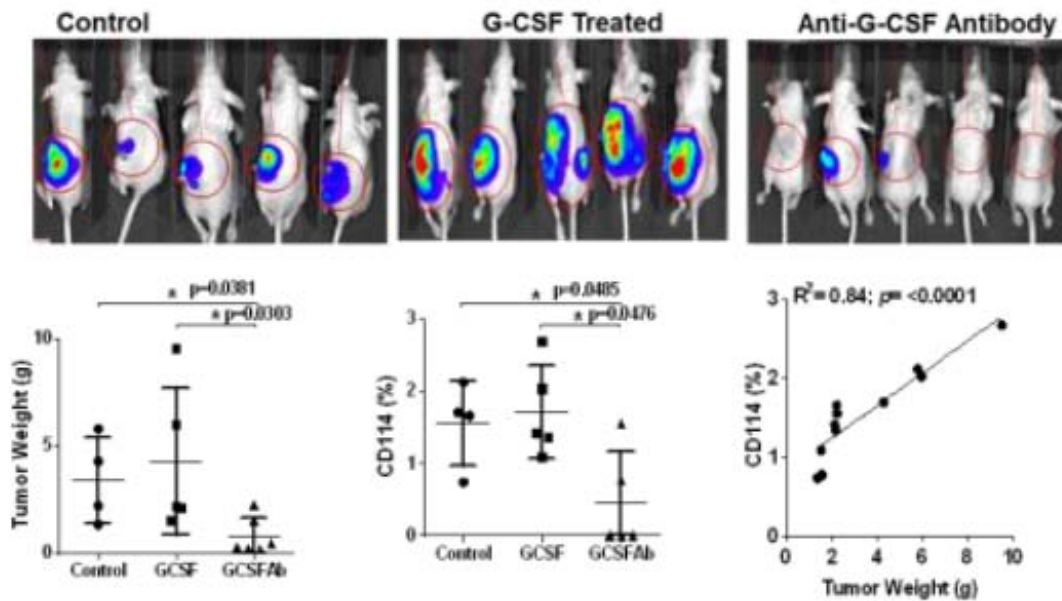 Control
G-CSF Treated
Anti-G-CSF Antibody
* p=0.0381
* p=0.0303
10
5
0
Tumor Weight (g)
Control GCSF GCSFAb
* p=0.0485
* p=0.0476
3
2
1
0
CD114 (%)
Control GCSF GCSFAb
R²= 0.84; p= <0.0001
3
2
1
0
CD114 (%)
0 2 4 6 8 10
Tumor Weight (g)